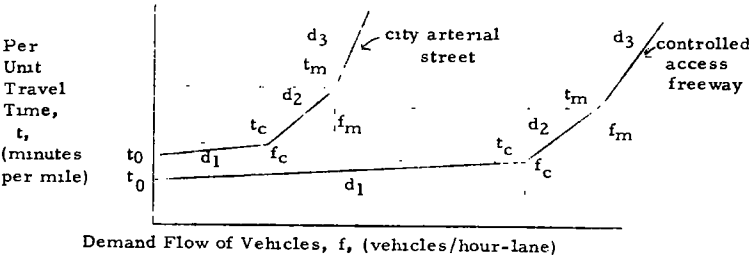 Per
Unit
Travel
Time,
t,
(minutes
per mile)
d3
city arterial
street
tm
d2
fm
tc
t0
d1
fc
d3
controlled
access
freeway
tm
d2
fm
tc
fc
t0
d1
Demand Flow of Vehicles, f, (vehicles/hour-lane)